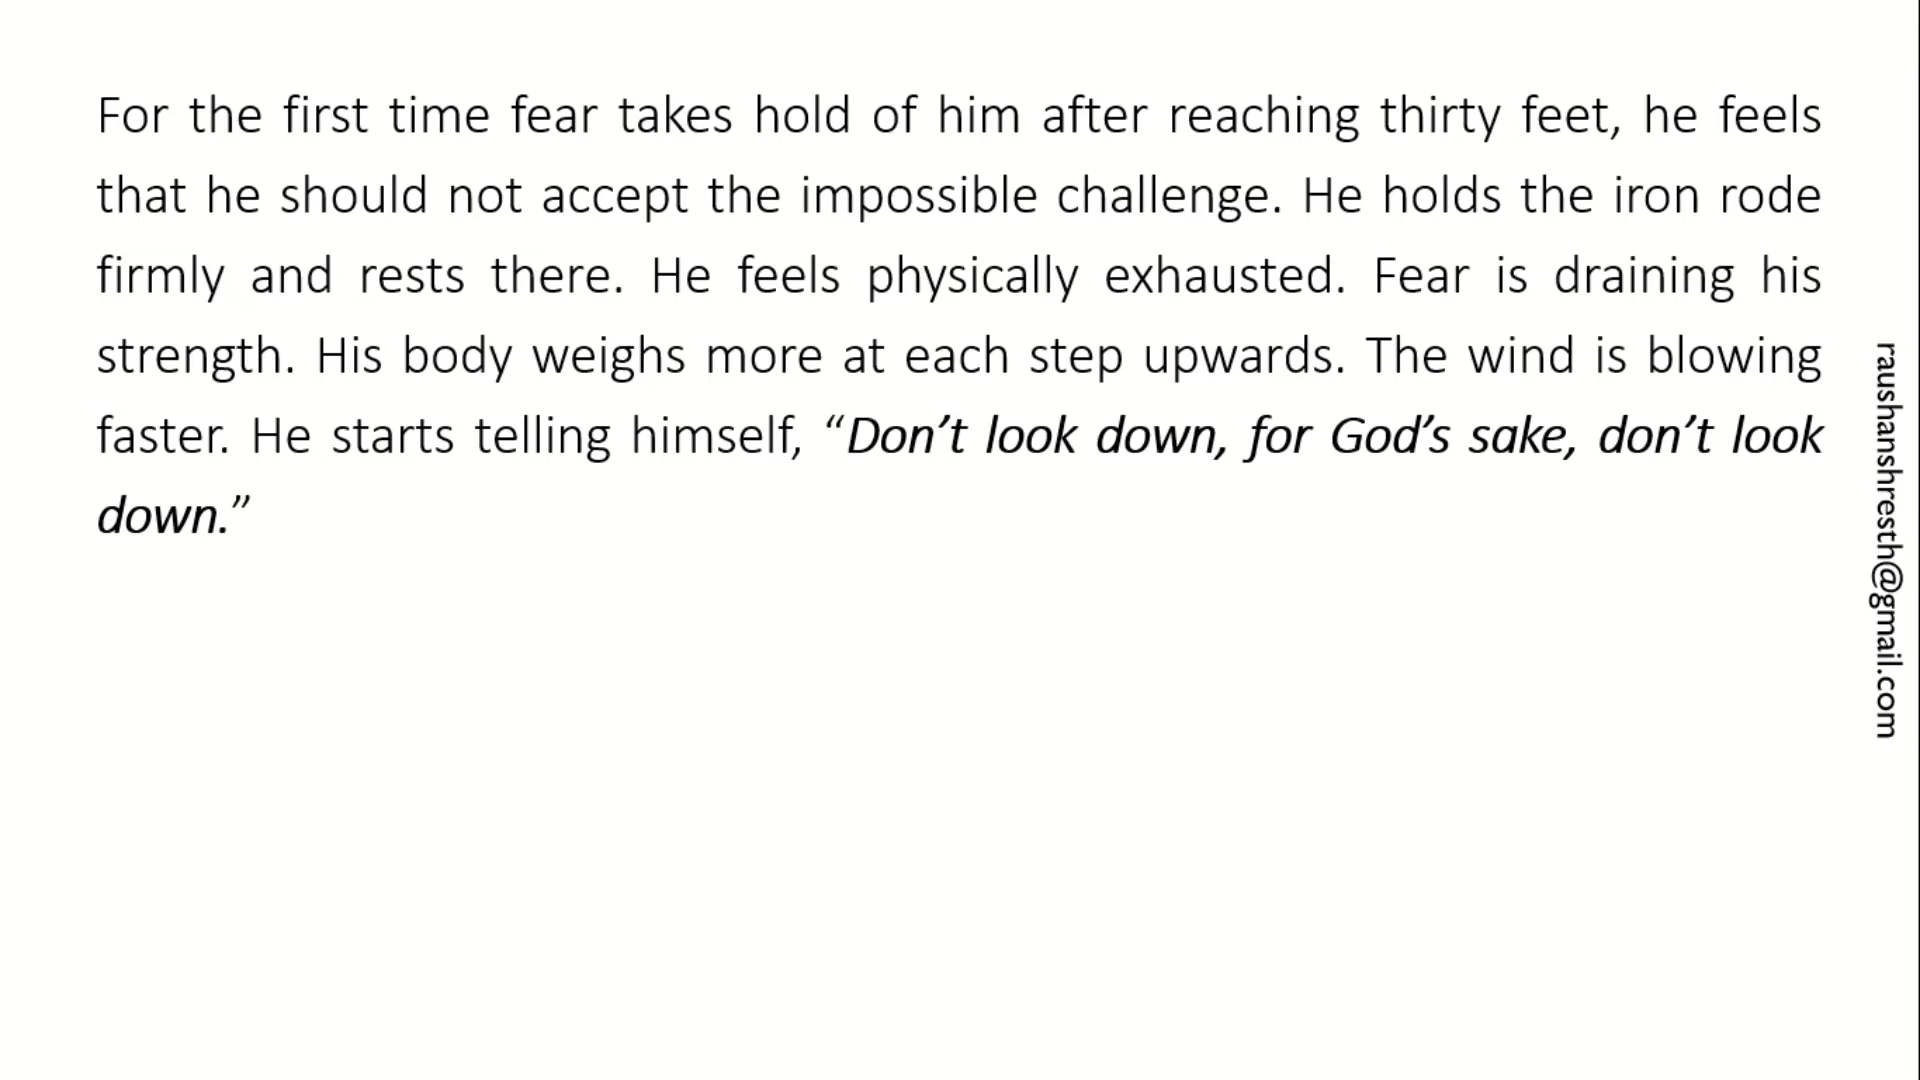 For the first time fear takes hold of him after reaching thirty feet, he feels
that he should not accept the impossible challenge. He holds the iron rode
firmly and rests there. He feels physically exhausted. Fear is draining his
strength. His body weighs more at each step upwards. The wind is blowing
faster. He starts telling himself, “Don’t look down, for God’s sake, don’t look
down.”
raushanshresth@gmail.com